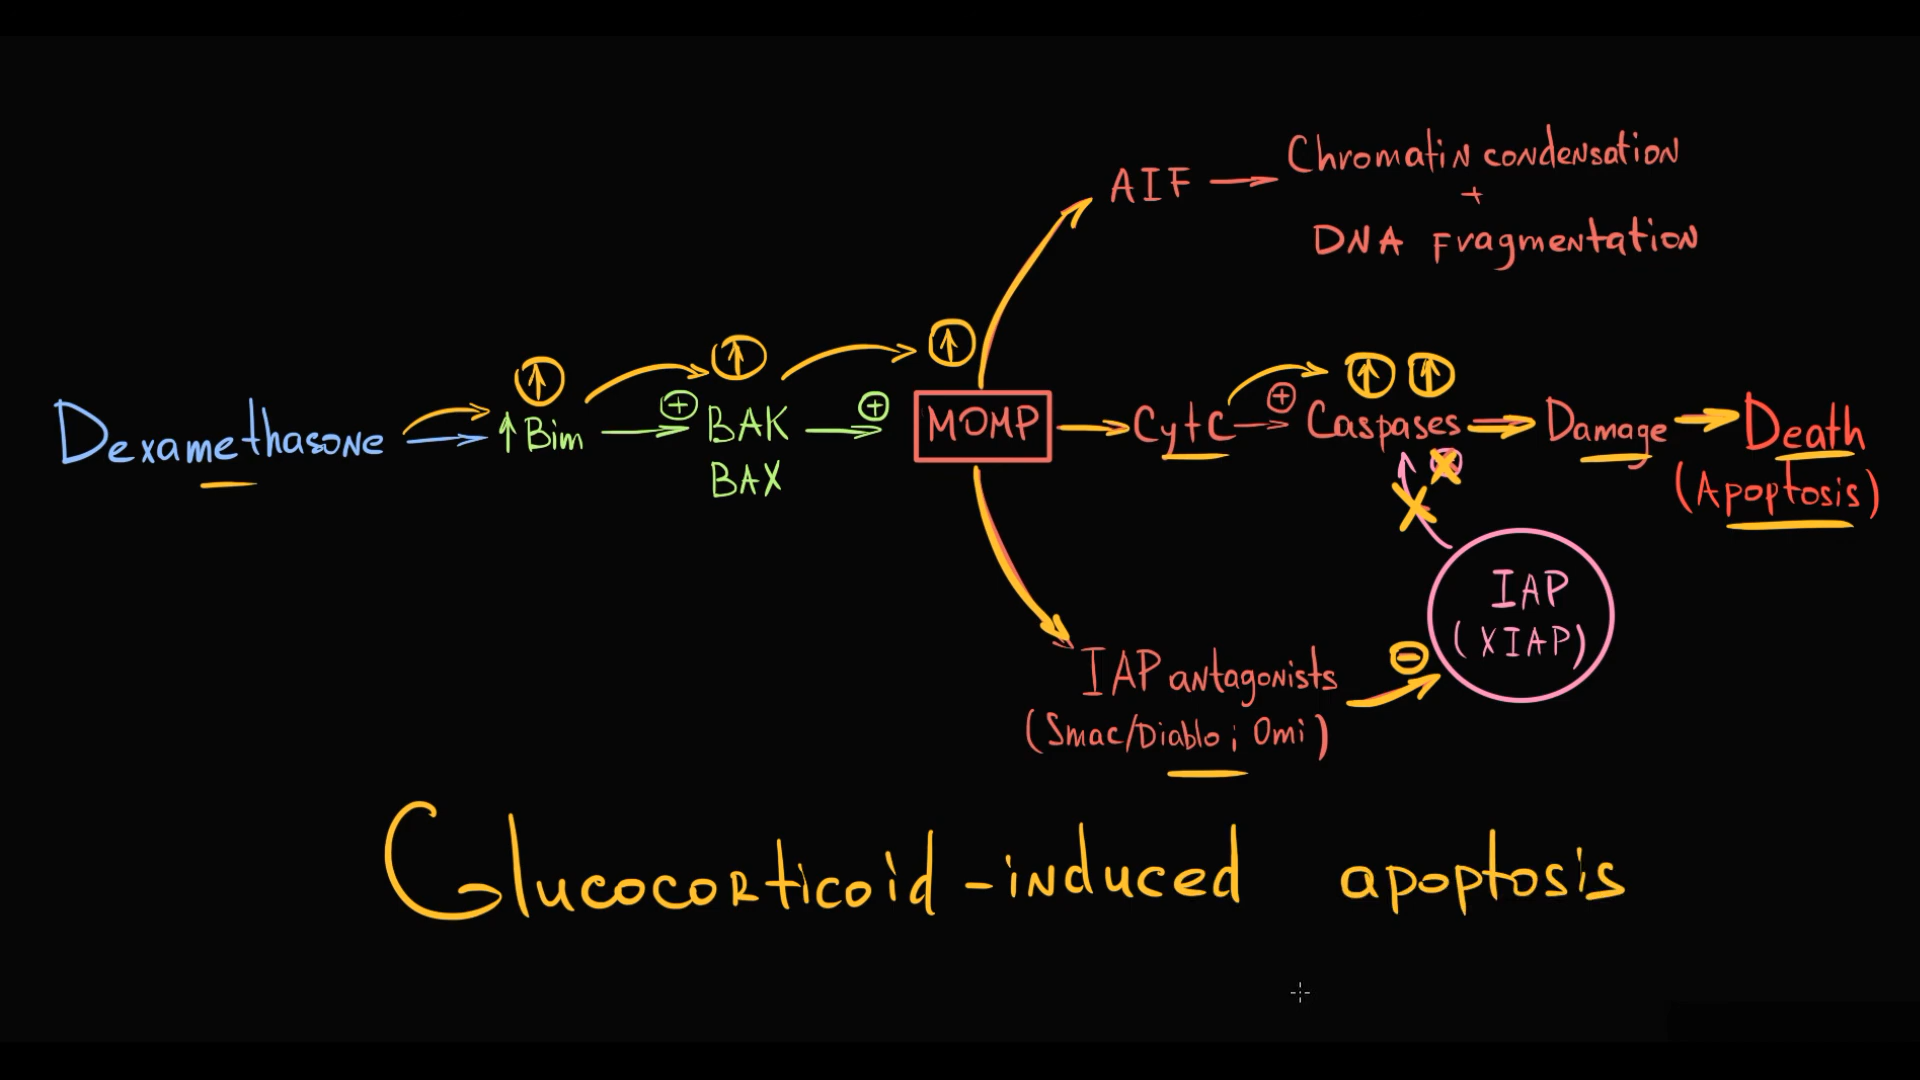 AIF → Chromatin condensation
+
DNA Fragmentation
Dexamethasone → ↑Bim → ⊕ BAK → ⊕ MOMP → Cyt C → ⊕ Caspases ⇒ Damage → Death
BAX
(Apoptosis)
IAP
(XIAP)
IAP antagonists
(Smac/Diablo; Omi)
Glucocorticoid-induced apoptosis